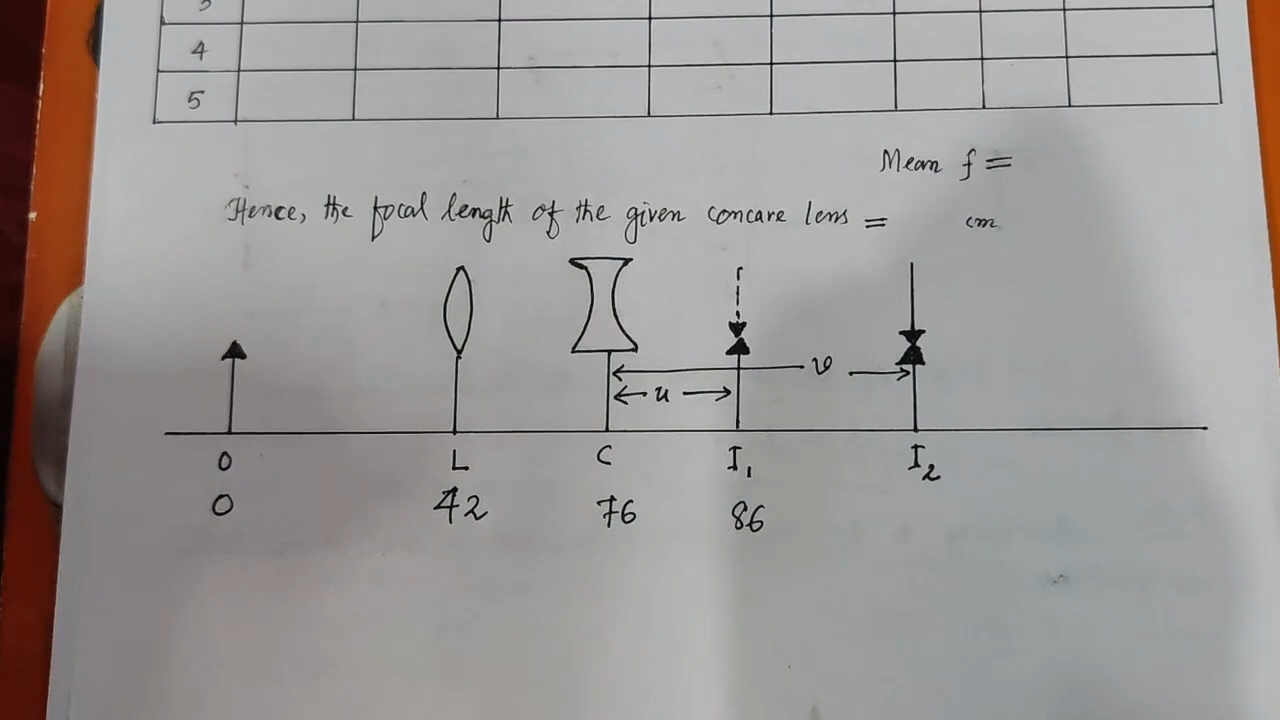 3
4
5
Mean f =
Hence, the focal length of the given concave lens = cm
u v
O L C I₁ I₂
0 42 76 86